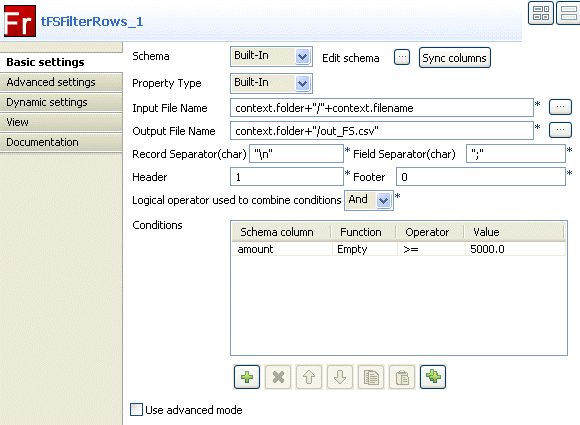 Fr tFSFilterRows_1
Basic settings
Advanced settings
Dynamic settings
View
Documentation
Schema Built-In Edit schema ... Sync columns
Property Type Built-In
Input File Name context.folder+"/"+context.filename * ...
Output File Name context.folder+"/out_FS.csv" * ...
Record Separator(char) "\n" * Field Separator(char) ";" *
Header 1 * Footer 0 *
Logical operator used to combine conditions And *
Conditions
Schema column Function Operator Value
amount Empty >= 5000.0
Use advanced mode